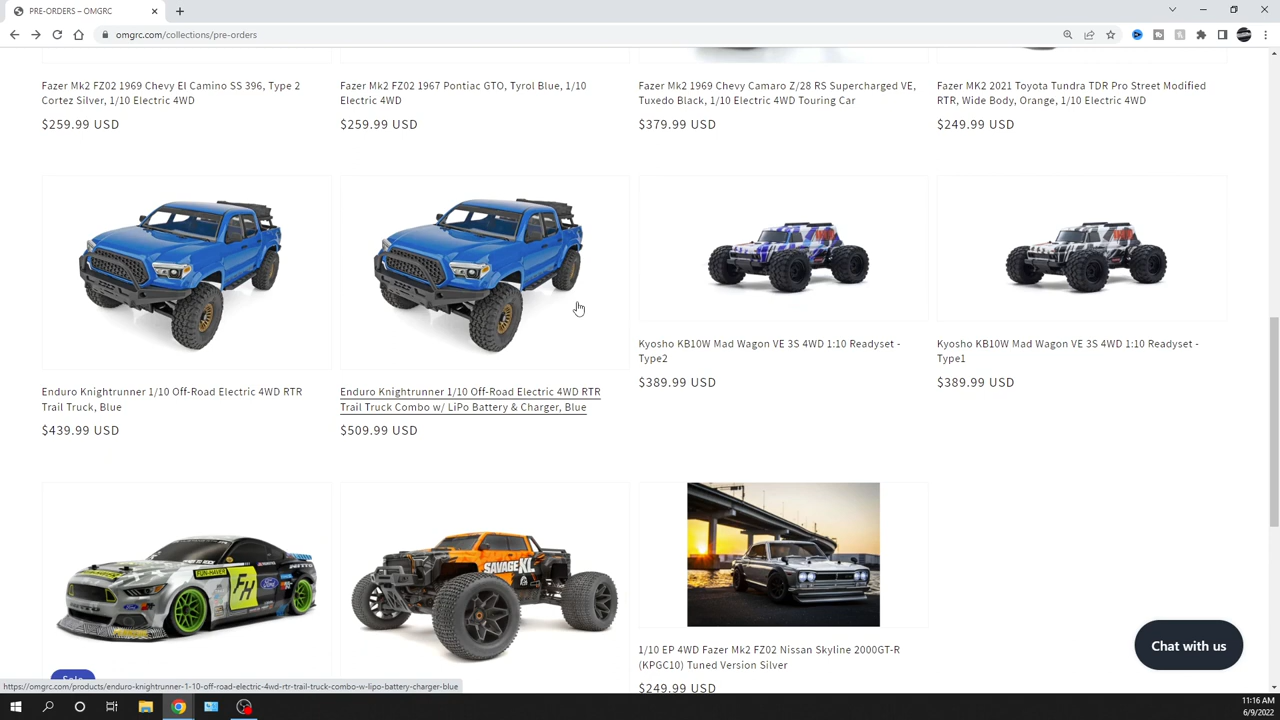 PRE-ORDERS – OMGRC
omgrc.com/collections/pre-orders
Fazer Mk2 FZ02 1969 Chevy El Camino SS 396, Type 2
Cortez Silver, 1/10 Electric 4WD
$259.99 USD
Fazer Mk2 FZ02 1967 Pontiac GTO, Tyrol Blue, 1/10
Electric 4WD
$259.99 USD
Fazer Mk2 1969 Chevy Camaro Z/28 RS Supercharged VE,
Tuxedo Black, 1/10 Electric 4WD Touring Car
$379.99 USD
Fazer MK2 2021 Toyota Tundra TDR Pro Street Modified
RTR, Wide Body, Orange, 1/10 Electric 4WD
$249.99 USD
Enduro Knightrunner 1/10 Off-Road Electric 4WD RTR
Trail Truck, Blue
$439.99 USD
Enduro Knightrunner 1/10 Off-Road Electric 4WD RTR
Trail Truck Combo w/ LiPo Battery & Charger, Blue
$509.99 USD
Kyosho KB10W Mad Wagon VE 3S 4WD 1:10 Readyset -
Type2
$389.99 USD
Kyosho KB10W Mad Wagon VE 3S 4WD 1:10 Readyset -
Type1
$389.99 USD
FH
Ford
SAVAGE XL
1/10 EP 4WD Fazer Mk2 FZ02 Nissan Skyline 2000GT-R
(KPGC10) Tuned Version Silver
$249.99 USD
Sale
Chat with us
https://omgrc.com/products/enduro-knightrunner-1-10-off-road-electric-4wd-rtr-trail-truck-combo-w-lipo-battery-charger-blue
11:16 AM
6/9/2022